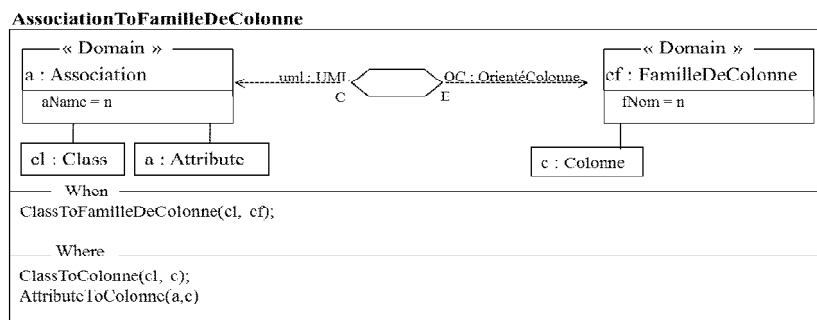 AssociationToFamilleDeColonne
« Domain »
« Domain »
a : Association
uml : UML
OC : OrientéColonne
cf : FamilleDeColonne
aName = n
C
E
fNom = n
cl : Class
a : Attribute
c : Colonne
When
ClassToFamilleDeColonne(cl, cf);
Where
ClassToColonne(cl, c);
AttributeToColonne(a,c)